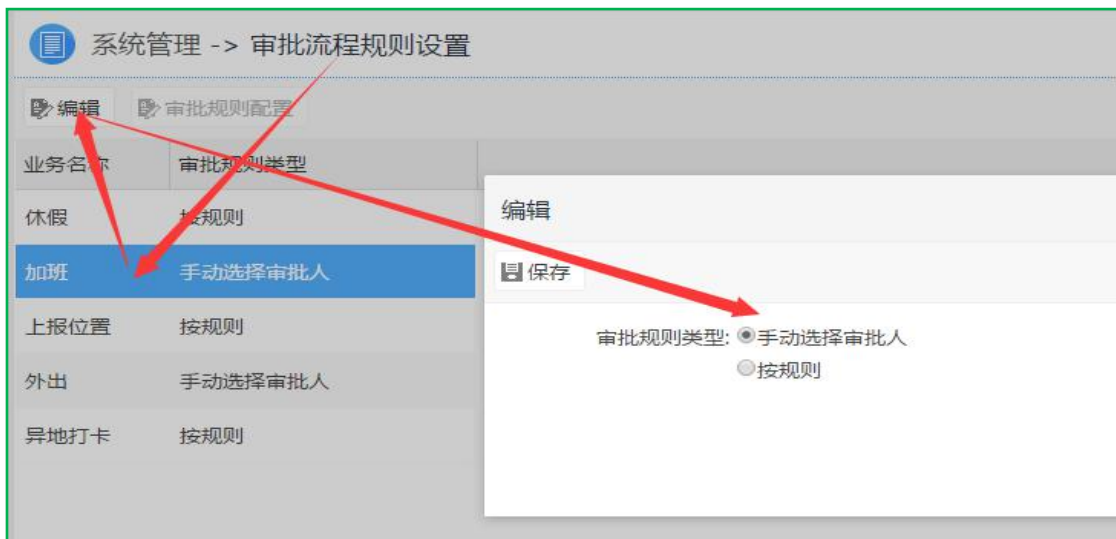 系统管理 -> 审批流程规则设置
编辑 审批规则配置
业务名称 审批规则类型
休假 按规则
加班 手动选择审批人
上报位置 按规则
外出 手动选择审批人
异地打卡 按规则
编辑
保存
审批规则类型: 手动选择审批人
按规则